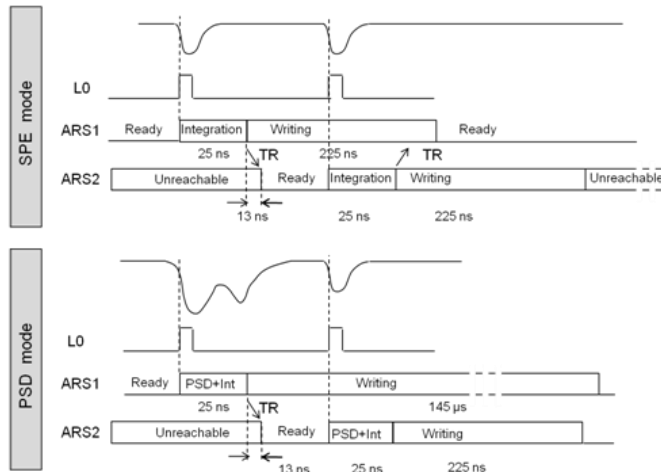 SPE mode
L0
ARS1 Ready Integration Writing Ready
25 ns TR 225 ns TR
ARS2 Unreachable Ready Integration Writing Unreachable
13 ns 25 ns 225 ns
PSD mode
L0
ARS1 Ready PSD+Int Writing
25 ns TR 145 µs
ARS2 Unreachable Ready PSD+Int Writing
13 ns 25 ns 225 ns